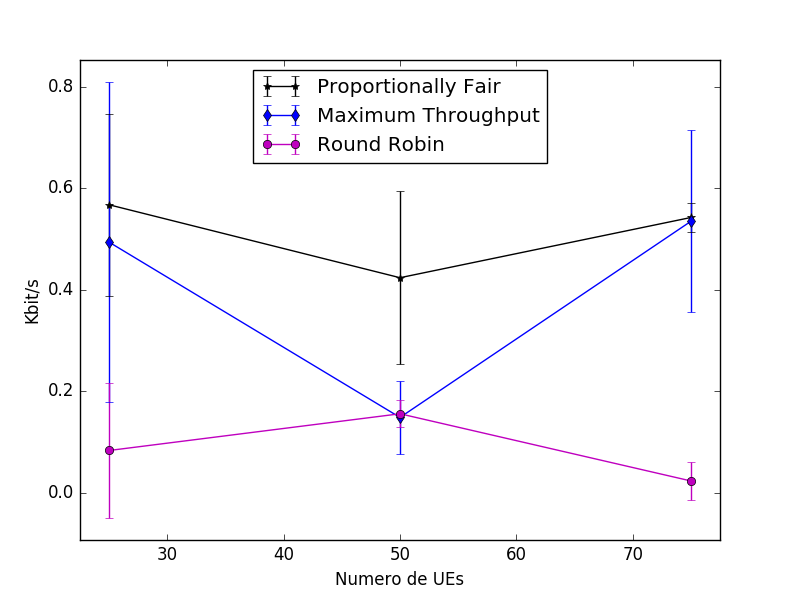 Proportionally Fair
Maximum Throughput
Round Robin
0.8
0.6
0.4
0.2
0.0
Kbit/s
30 40 50 60 70
Numero de UEs